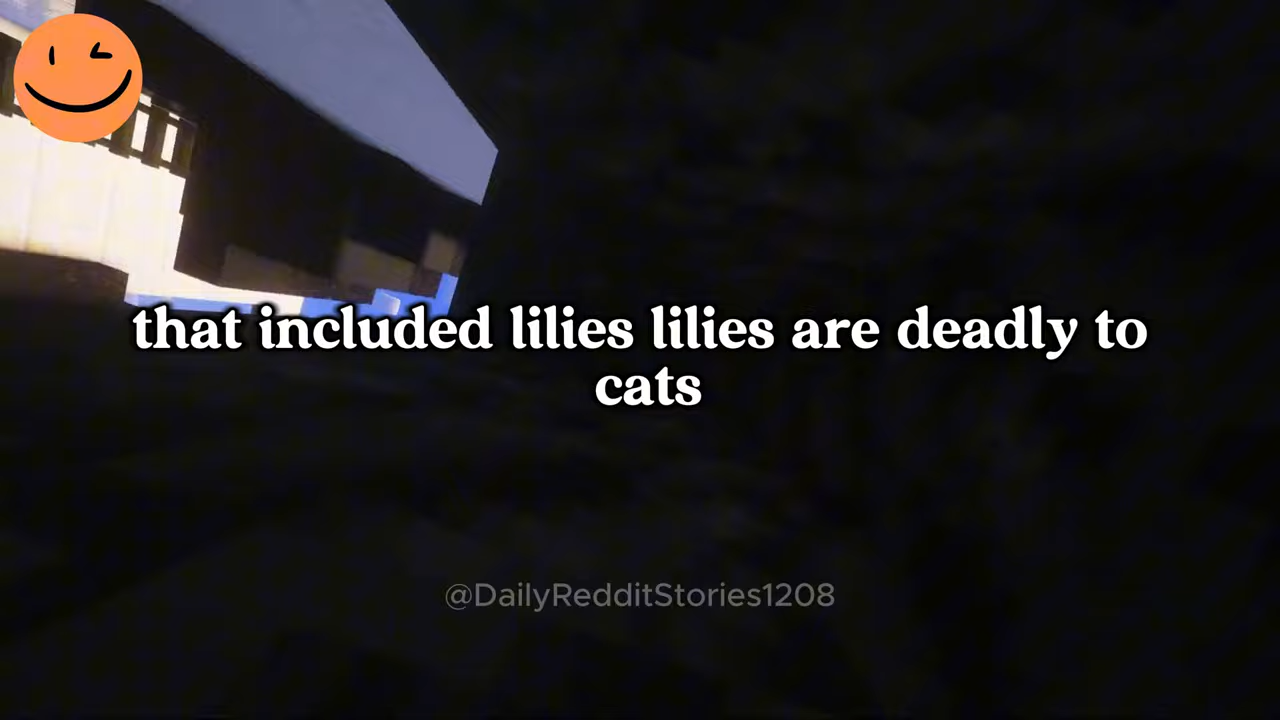 that included lilies lilies are deadly to
cats
@DailyRedditStories1208